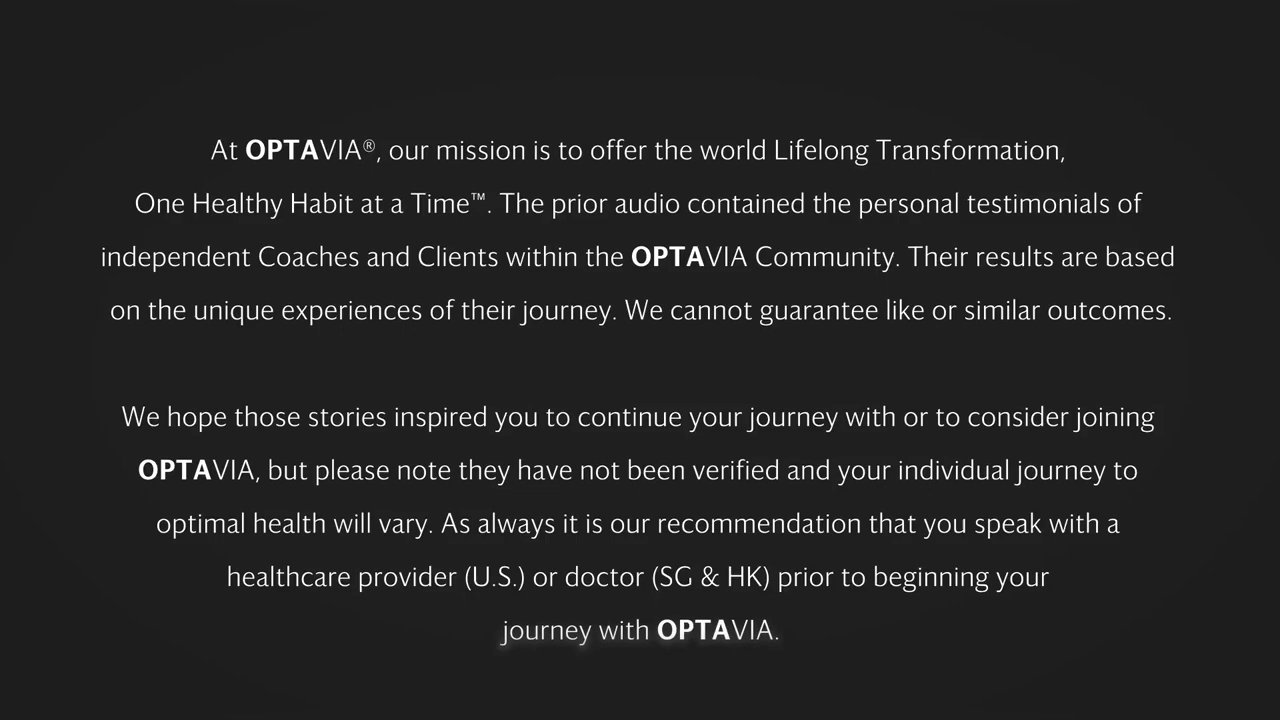 At OPTAVIA®, our mission is to offer the world Lifelong Transformation,
One Healthy Habit at a Time™. The prior audio contained the personal testimonials of
independent Coaches and Clients within the OPTAVIA Community. Their results are based
on the unique experiences of their journey. We cannot guarantee like or similar outcomes.
We hope those stories inspired you to continue your journey with or to consider joining
OPTAVIA, but please note they have not been verified and your individual journey to
optimal health will vary. As always it is our recommendation that you speak with a
healthcare provider (U.S.) or doctor (SG & HK) prior to beginning your
journey with OPTAVIA.